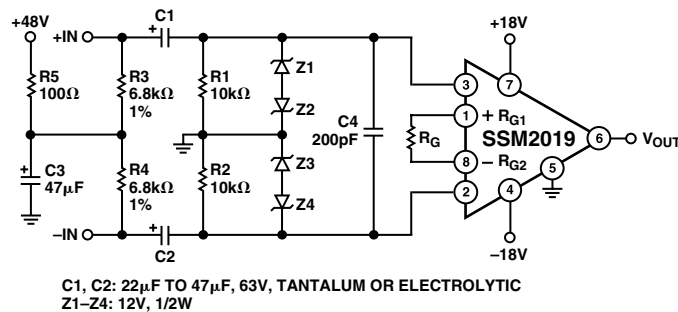 +48V
+IN
C1
+
+18V
R5
100Ω
R3
6.8kΩ
1%
R1
10kΩ
Z1
Z2
C4
200pF
3
7
1
+ RG1
RG
SSM2019
6
VOUT
8
– RG2
5
2
4
+
C3
47μF
R4
6.8kΩ
1%
R2
10kΩ
Z3
Z4
–IN
+
C2
–18V
C1, C2: 22μF TO 47μF, 63V, TANTALUM OR ELECTROLYTIC
Z1–Z4: 12V, 1/2W